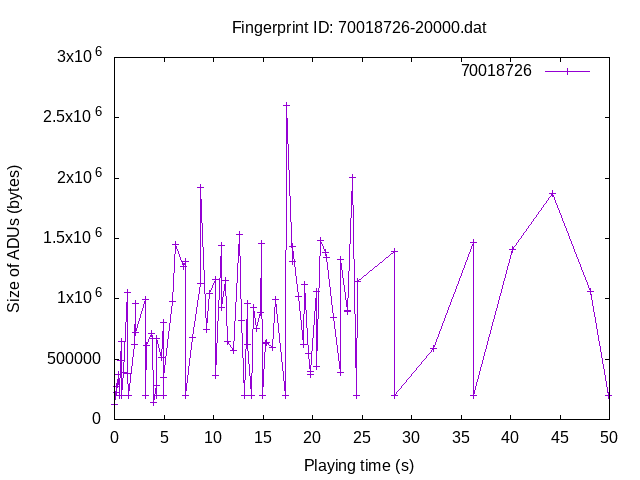 Fingerprint ID: 70018726-20000.dat
70018726
3x10^6
2.5x10^6
2x10^6
1.5x10^6
1x10^6
500000
0
Size of ADUs (bytes)
0 5 10 15 20 25 30 35 40 45 50
Playing time (s)